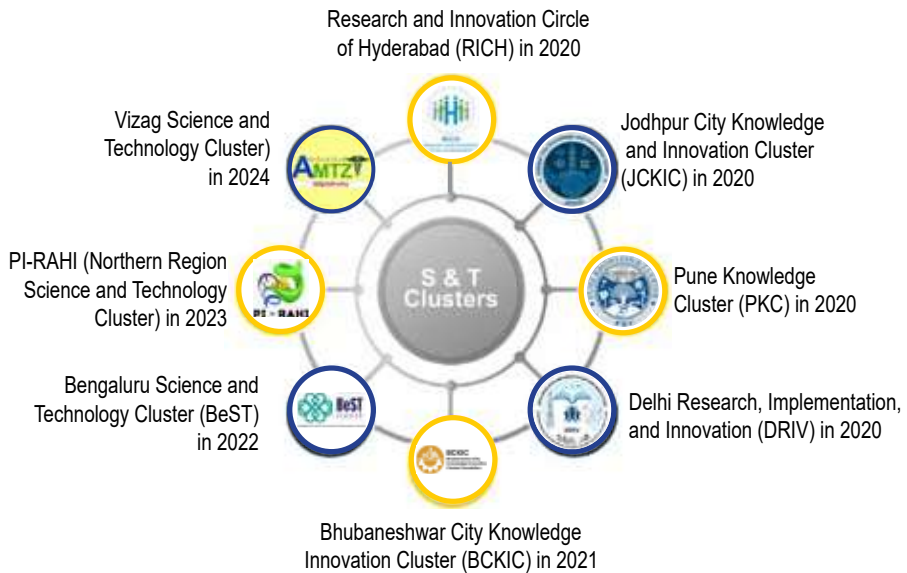 Research and Innovation Circle
of Hyderabad (RICH) in 2020
Vizag Science and
Technology Cluster)
in 2024
AMTZ
Jodhpur City Knowledge
and Innovation Cluster
(JCKIC) in 2020
PI-RAHI (Northern Region
Science and Technology
Cluster) in 2023
PI - RAHI
S & T
Clusters
Pune Knowledge
Cluster (PKC) in 2020
Bengaluru Science and
Technology Cluster (BeST)
in 2022
BeST
BCKIC
Delhi Research, Implementation,
and Innovation (DRIV) in 2020
Bhubaneshwar City Knowledge
Innovation Cluster (BCKIC) in 2021